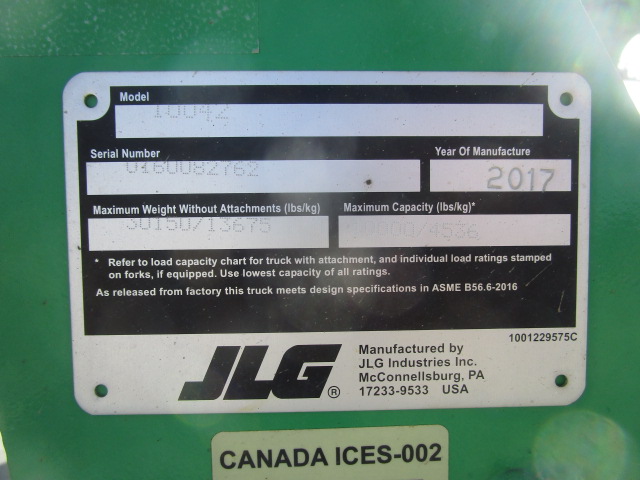 Model
10042
Serial Number
Year Of Manufacture
0160082762
2017
Maximum Weight Without Attachments (lbs/kg)
Maximum Capacity (lbs/kg)*
30150/13675
* Refer to load capacity chart for truck with attachment, and individual load ratings stamped
on forks, if equipped. Use lowest capacity of all ratings.
As released from factory this truck meets design specifications in ASME B56.6-2016
1001229575C
JLG®
Manufactured by
JLG Industries Inc.
McConnellsburg, PA
17233-9533 USA
CANADA ICES-002